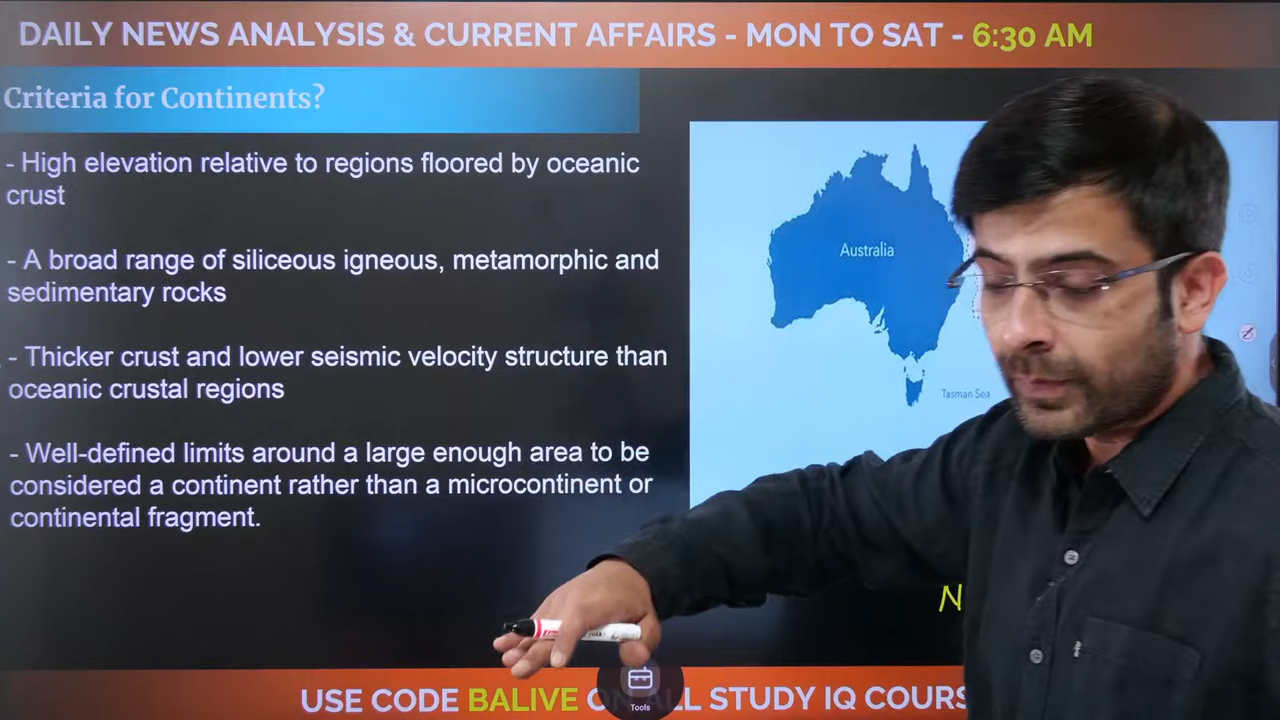 DAILY NEWS ANALYSIS & CURRENT AFFAIRS - MON TO SAT - 6:30 AM
Criteria for Continents?
- High elevation relative to regions floored by oceanic
crust
- A broad range of siliceous igneous, metamorphic and
sedimentary rocks
- Thicker crust and lower seismic velocity structure than
oceanic crustal regions
- Well-defined limits around a large enough area to be
considered a continent rather than a microcontinent or
continental fragment.
Australia
Tasman Sea
N
USE CODE BALIVE ON ALL STUDY IQ COURS
Tools